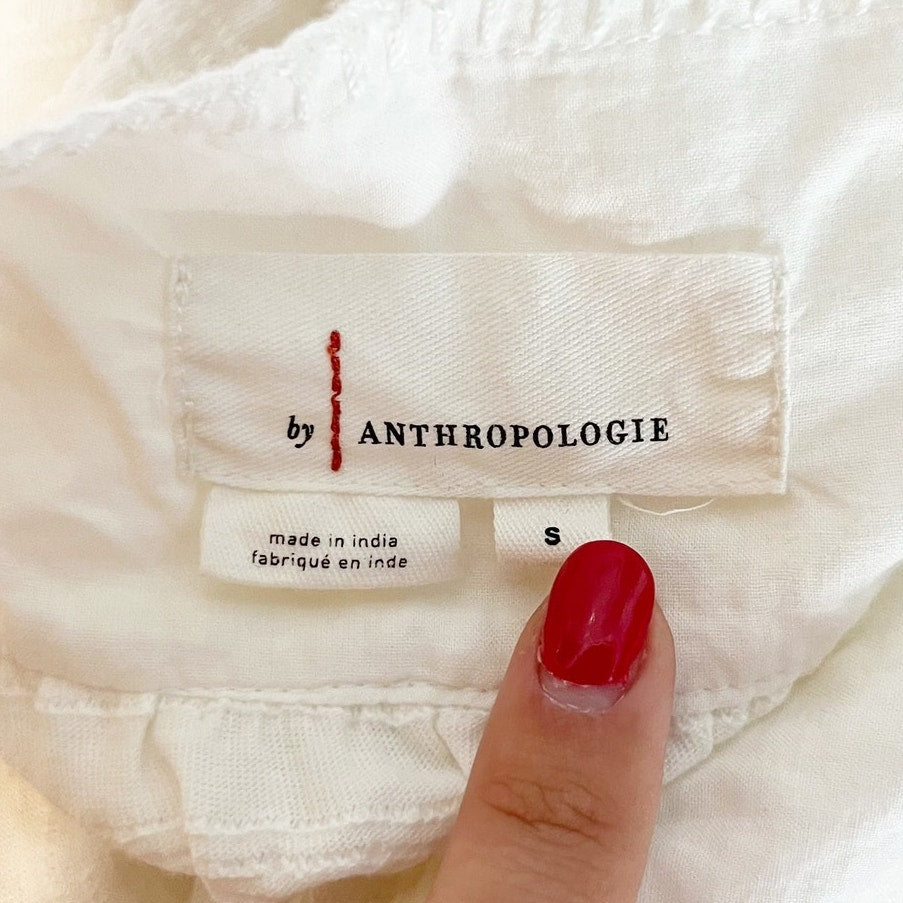 by ANTHROPOLOGIE
made in india
fabriqué en inde
S